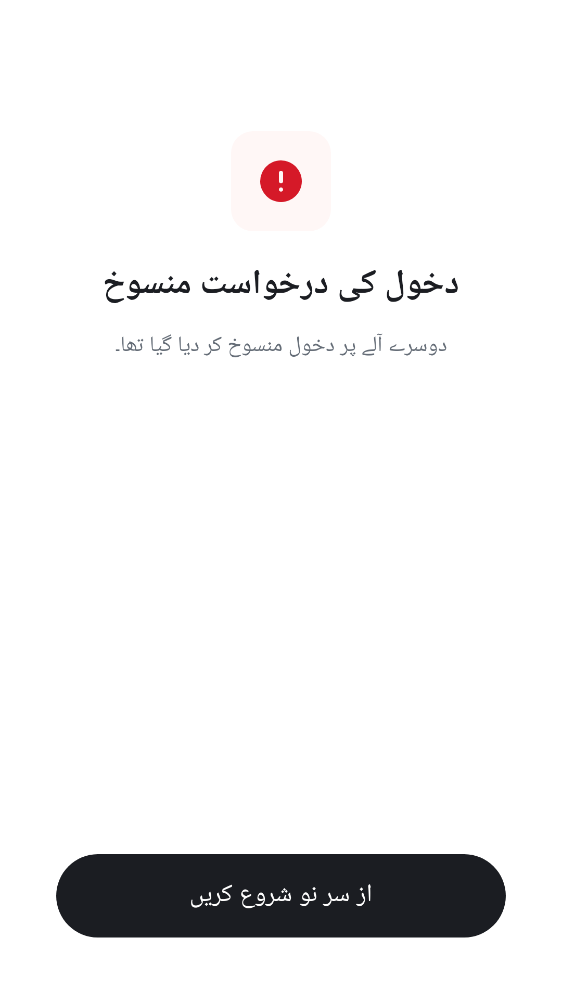 دخول کی درخواست منسوخ
دوسرے آلے پر دخول منسوخ کر دیا گیا تھا۔
از سر نو شروع کریں